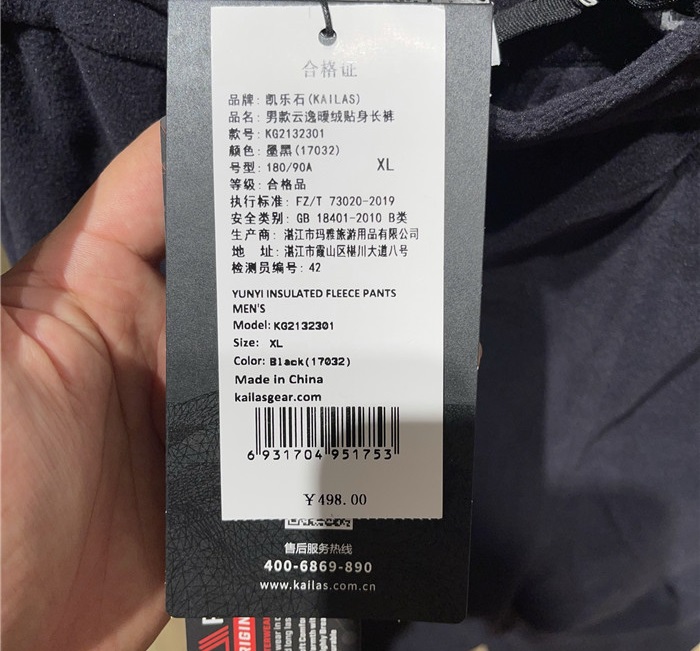 合格证
品牌: 凯乐石(KAILAS)
品名: 男款云逸暖绒贴身长裤
款号: KG2132301
颜色: 墨黑(17032)
号型: 180/90A XL
等级: 合格品
执行标准: FZ/T 73020-2019
安全类别: GB 18401-2010 B类
生产商: 湛江市玛雅旅游用品有限公司
地 址: 湛江市霞山区椹川大道八号
检测员编号: 42
YUNYI INSULATED FLEECE PANTS
MEN'S
Model: KG2132301
Size: XL
Color: Black(17032)
Made in China
kailasgear.com
6 931704 951753
¥498.00
售后服务热线
400-6869-890
www.kailas.com.cn